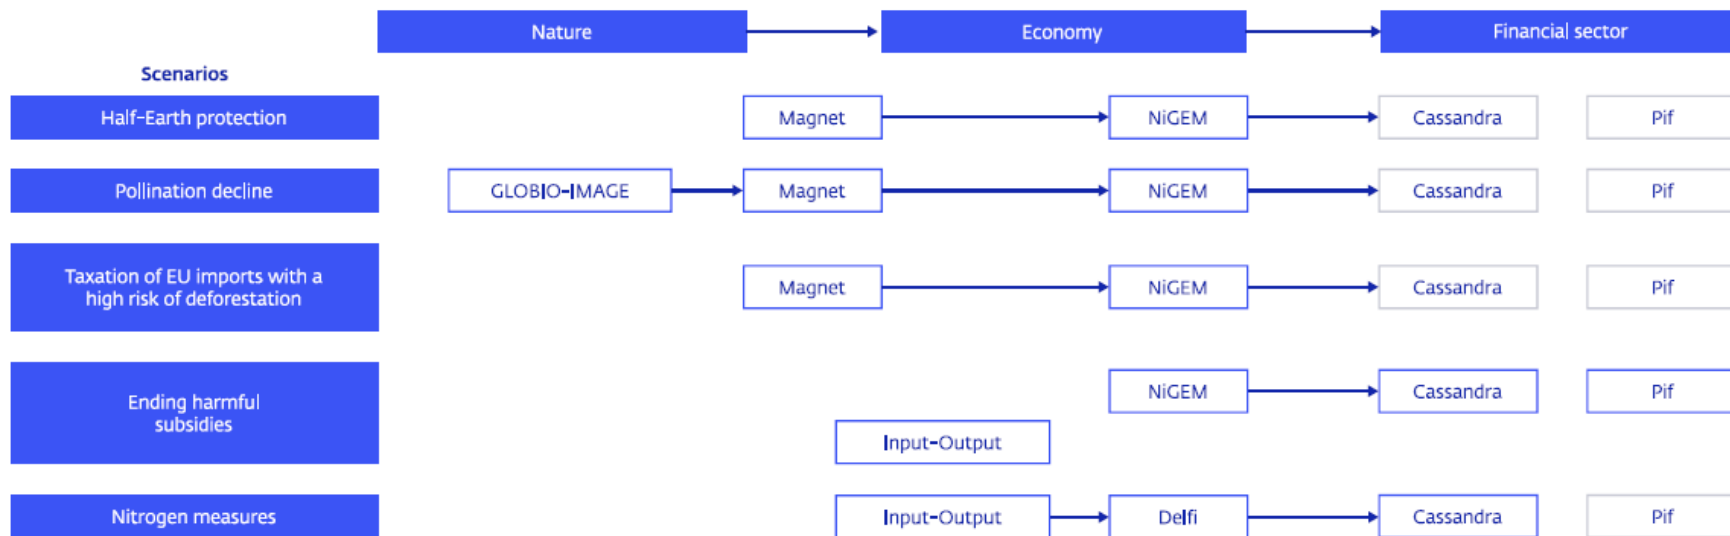 Nature
Economy
Financial sector
Scenarios
Half-Earth protection
Magnet
NiGEM
Cassandra
Pif
Pollination decline
GLOBIO-IMAGE
Magnet
NiGEM
Cassandra
Pif
Taxation of EU imports with a
high risk of deforestation
Magnet
NiGEM
Cassandra
Pif
Ending harmful
subsidies
NiGEM
Cassandra
Pif
Input-Output
Nitrogen measures
Input-Output
Delfi
Cassandra
Pif